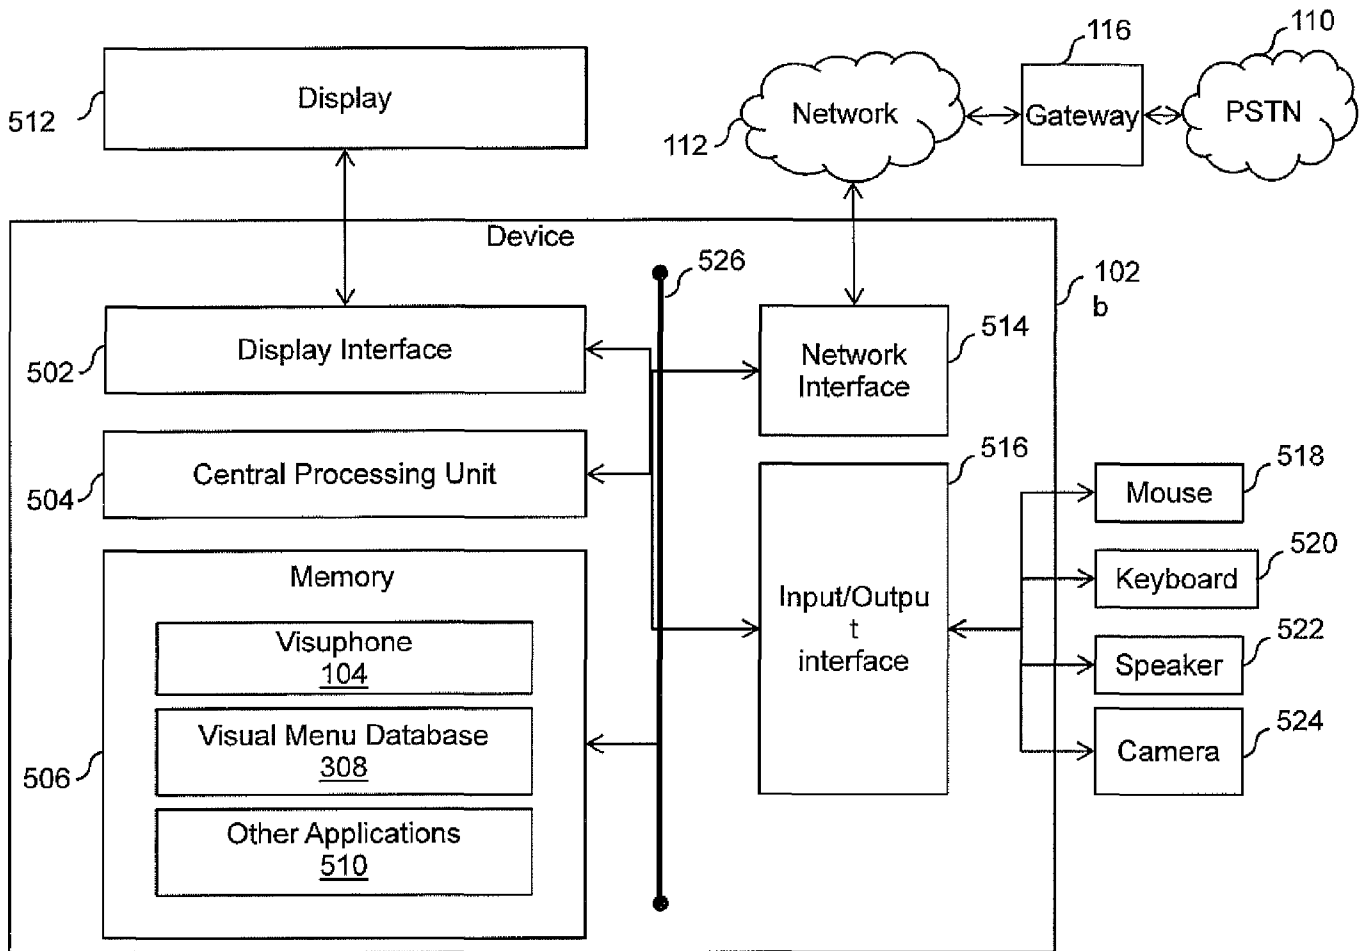 116
110
Display
512
Network
112
Gateway
PSTN
Device
526
102
b
Display Interface
502
514
Network
Interface
Central Processing Unit
504
516
518
Mouse
520
Keyboard
Memory
Input/Outpu
t
interface
Visuphone
104
522
Speaker
Visual Menu Database
308
506
524
Camera
Other Applications
510